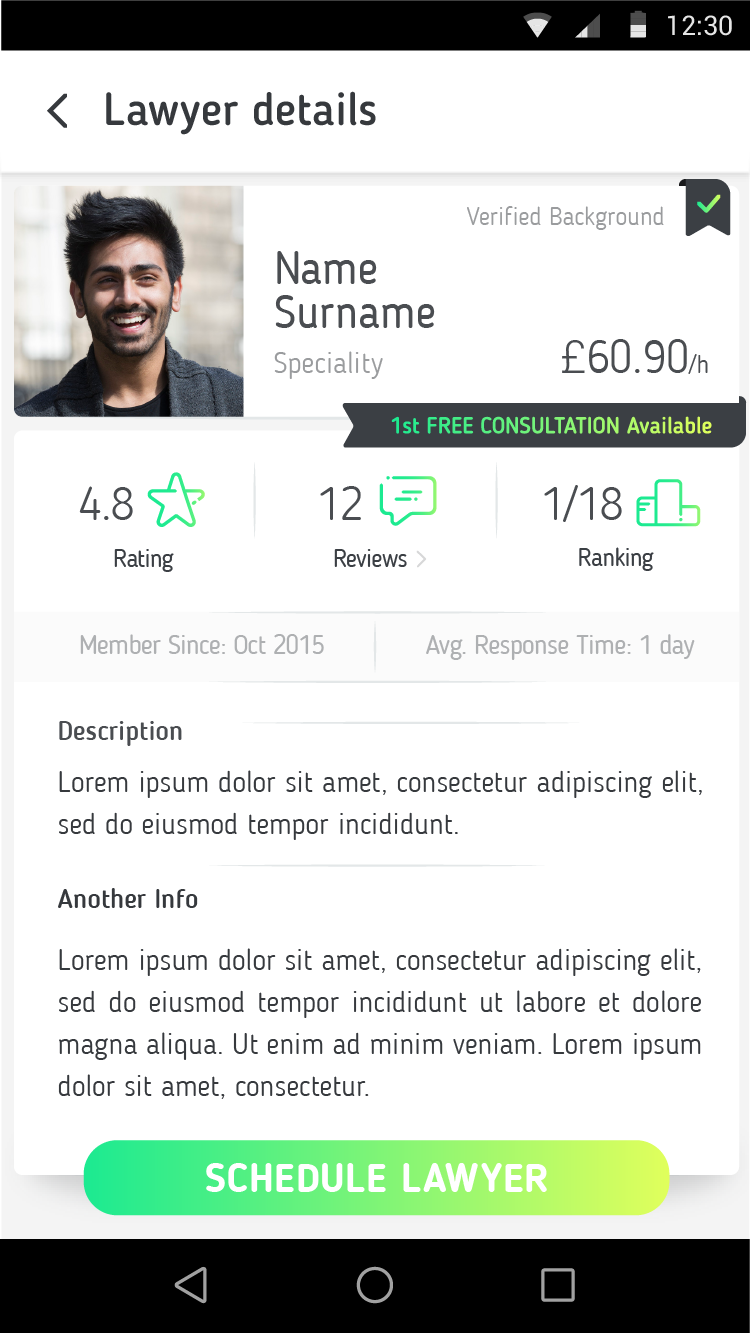 12:30
Lawyer details
Verified Background
Name
Surname
Speciality
£60.90/h
1st FREE CONSULTATION Available
4.8
12
1/18
Rating
Reviews
Ranking
Member Since: Oct 2015
Avg. Response Time: 1 day
Description
Lorem ipsum dolor sit amet, consectetur adipiscing elit,
sed do eiusmod tempor incididunt.
Another Info
Lorem ipsum dolor sit amet, consectetur adipiscing elit,
sed do eiusmod tempor incididunt ut labore et dolore
magna aliqua. Ut enim ad minim veniam. Lorem ipsum
dolor sit amet, consectetur.
SCHEDULE LAWYER